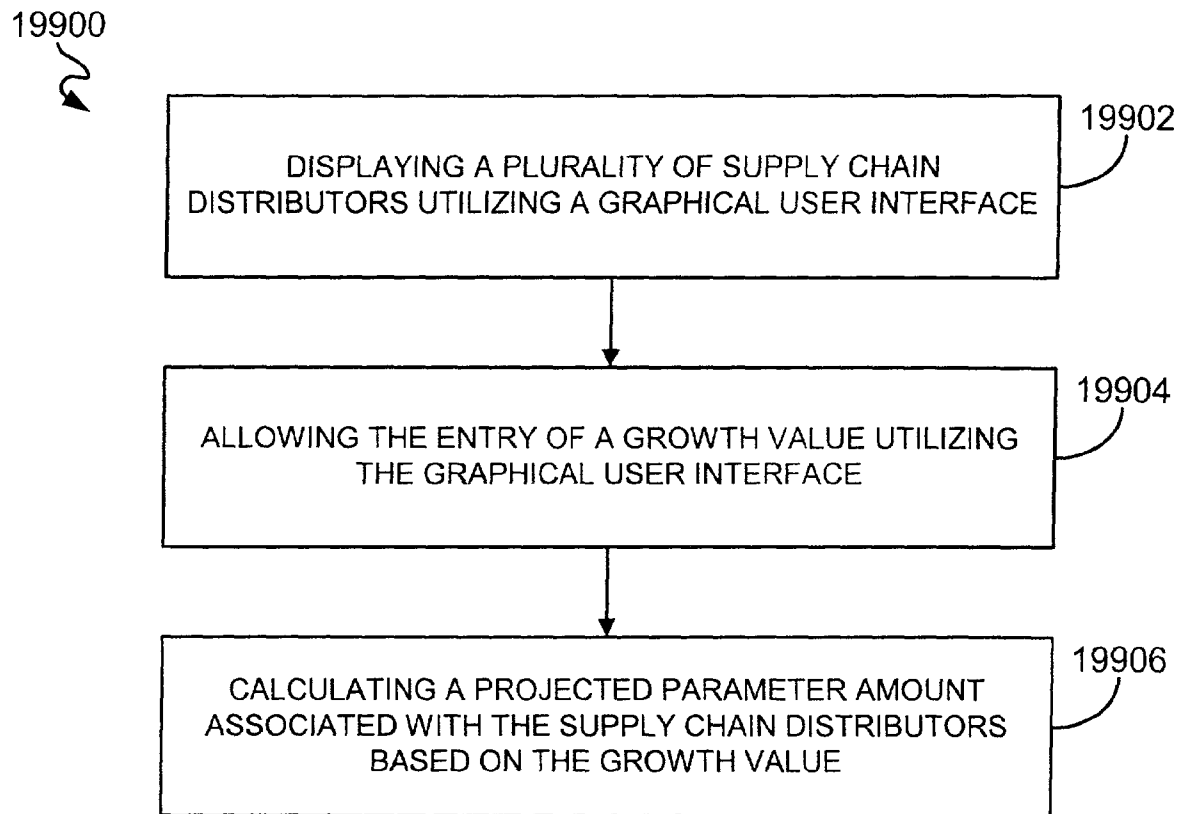 19900
19902
DISPLAYING A PLURALITY OF SUPPLY CHAIN
DISTRIBUTORS UTILIZING A GRAPHICAL USER INTERFACE
19904
ALLOWING THE ENTRY OF A GROWTH VALUE UTILIZING
THE GRAPHICAL USER INTERFACE
19906
CALCULATING A PROJECTED PARAMETER AMOUNT
ASSOCIATED WITH THE SUPPLY CHAIN DISTRIBUTORS
BASED ON THE GROWTH VALUE